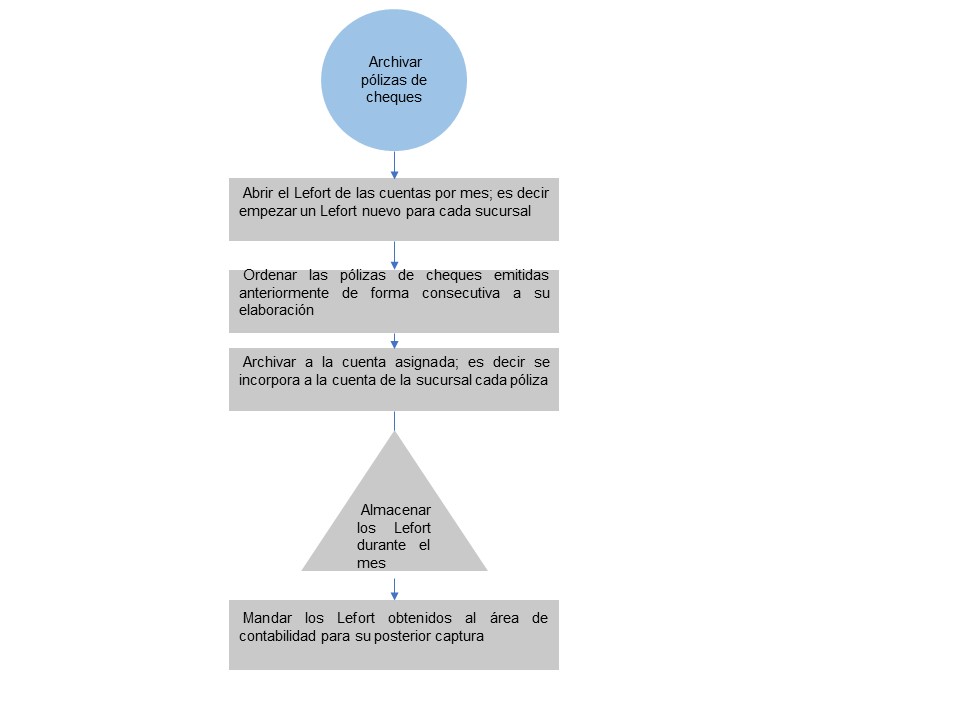 Archivar
pólizas de
cheques
Abrir el Lefort de las cuentas por mes; es decir
empezar un Lefort nuevo para cada sucursal
Ordenar las pólizas de cheques emitidas
anteriormente de forma consecutiva a su
elaboración
Archivar a la cuenta asignada; es decir se
incorpora a la cuenta de la sucursal cada póliza
Almacenar
los Lefort
durante el
mes
Mandar los Lefort obtenidos al área de
contabilidad para su posterior captura